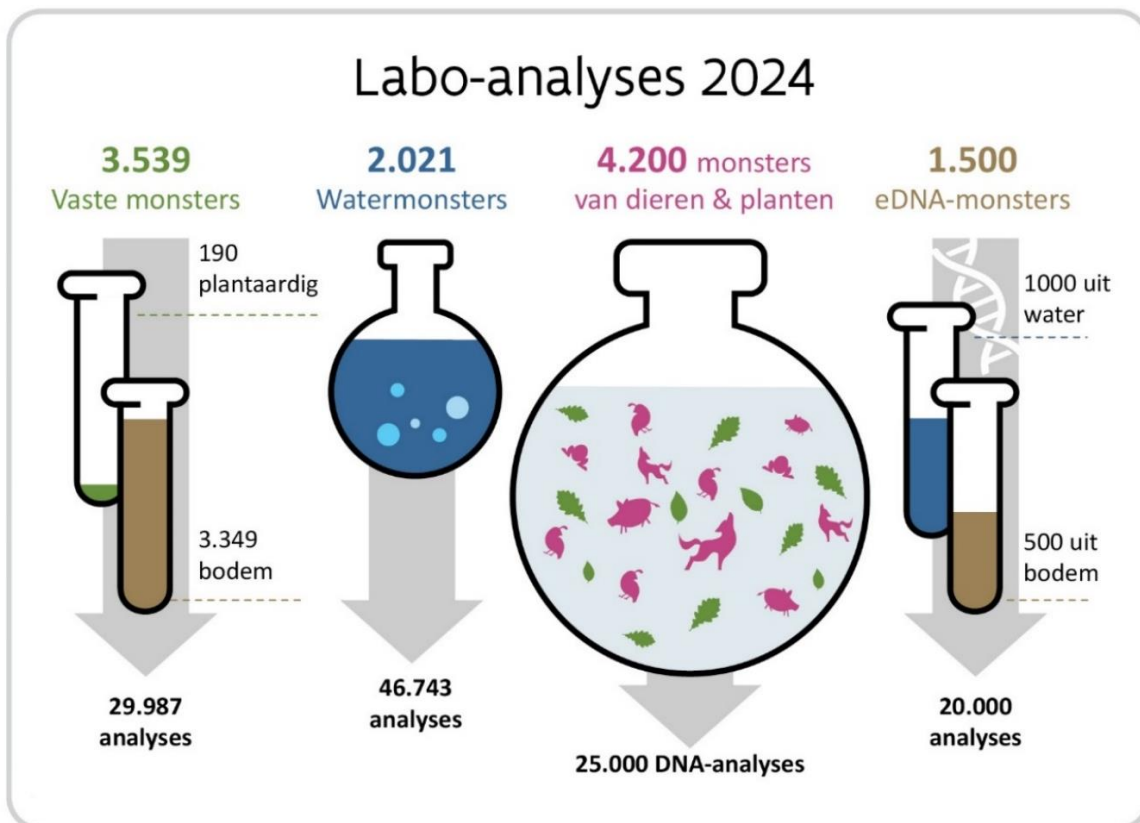 Labo-analyses 2024
3.539
Vaste monsters
190
plantaardig
3.349
bodem
29.987
analyses
2.021
Watermonsters
46.743
analyses
4.200 monsters
van dieren & planten
25.000 DNA-analyses
1.500
eDNA-monsters
1000 uit
water
500 uit
bodem
20.000
analyses